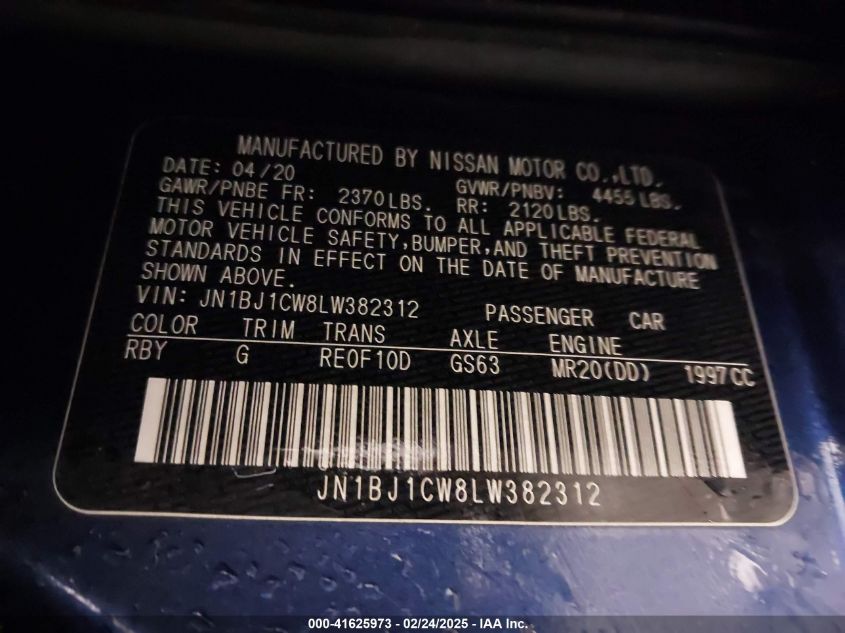 MANUFACTURED BY NISSAN MOTOR CO.,LTD.
DATE: 04/20
GAWR/PNBE FR: 2370LBS. GVWR/PNBV: 4455 LBS.
RR: 2120LBS.
THIS VEHICLE CONFORMS TO ALL APPLICABLE FEDERAL
MOTOR VEHICLE SAFETY,BUMPER,AND THEFT PREVENTION
STANDARDS IN EFFECT ON THE DATE OF MANUFACTURE
SHOWN ABOVE.
VIN: JN1BJ1CW8LW382312 PASSENGER CAR
COLOR TRIM TRANS AXLE ENGINE
RBY G RE0F10D GS63 MR20(DD) 1997CC
JN1BJ1CW8LW382312
000-41625973 - 02/24/2025 - IAA Inc.